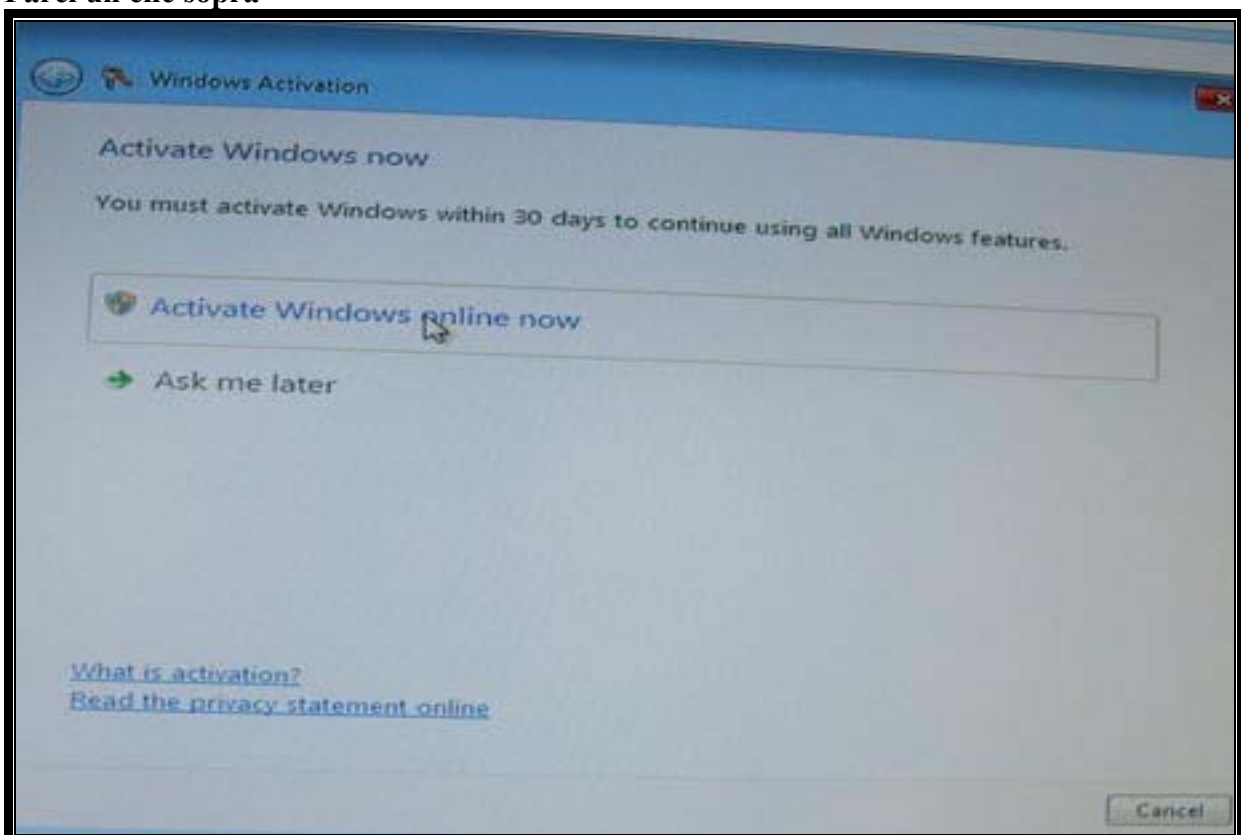 Windows Activation
Activate Windows now
You must activate Windows within 30 days to continue using all Windows features.
Activate Windows online now
Ask me later
What is activation?
Read the privacy statement online
Cancel